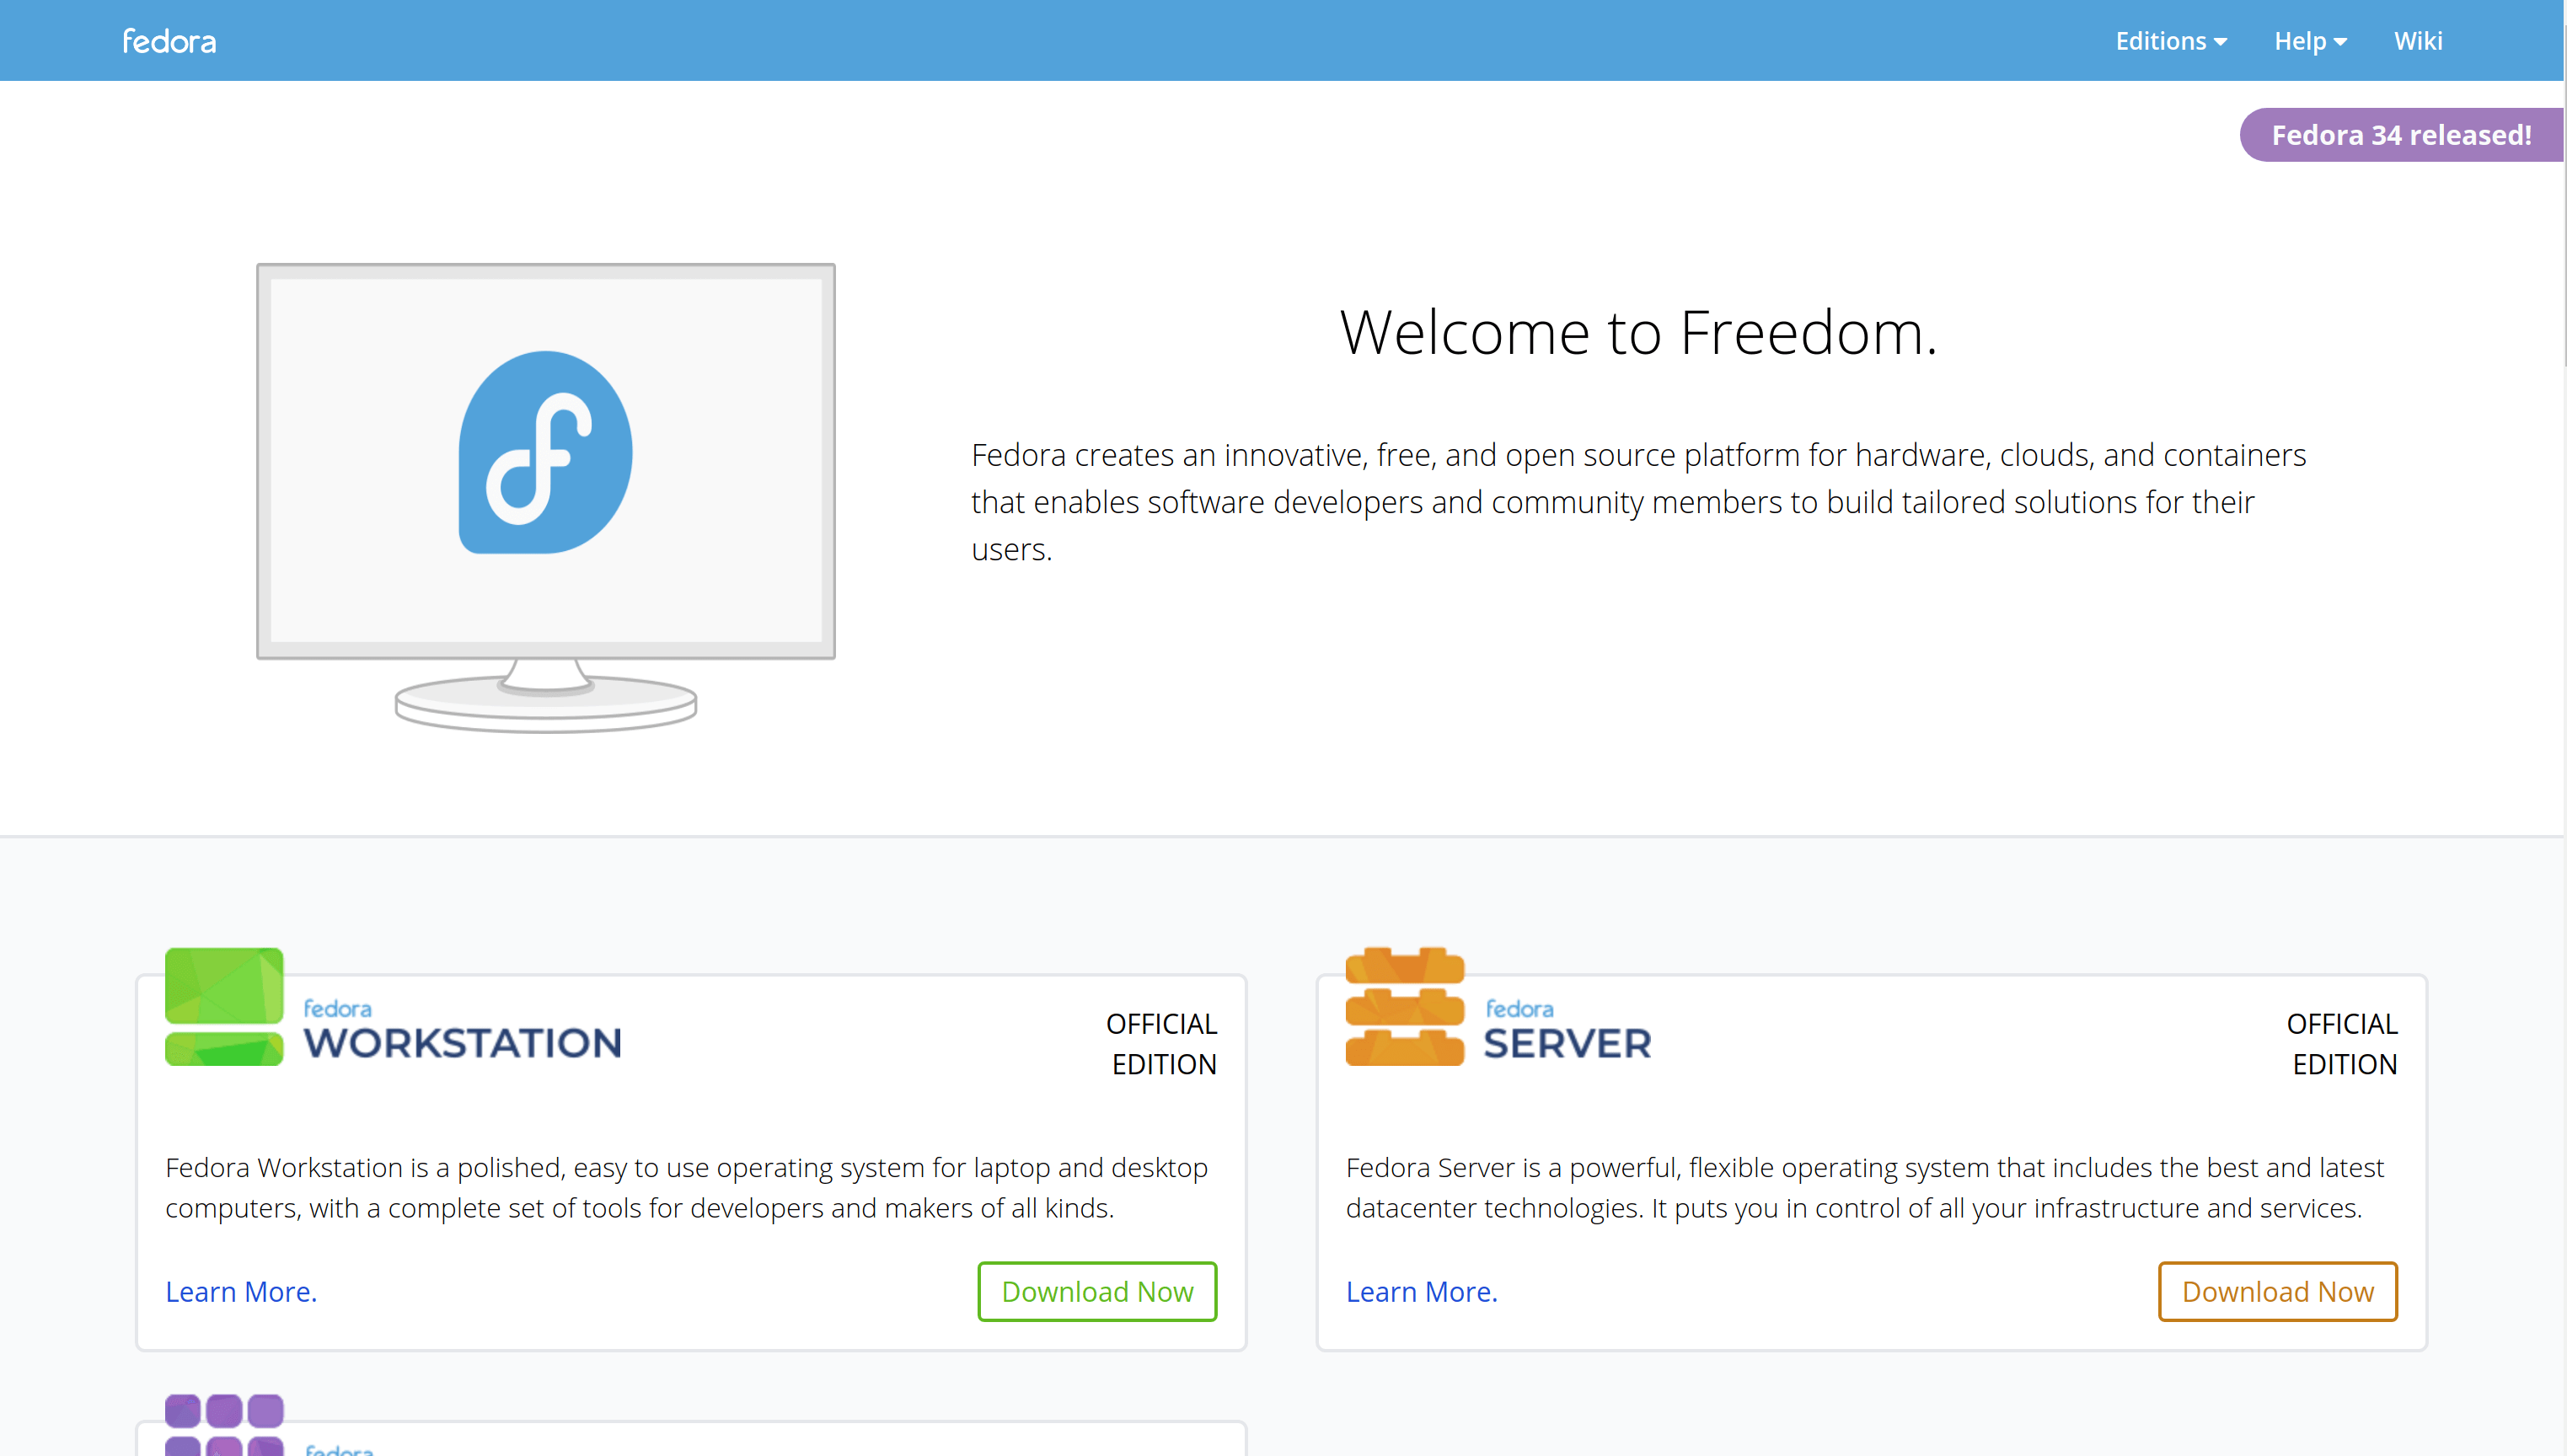 fedora
Editions Help Wiki
Fedora 34 released!
Welcome to Freedom.
Fedora creates an innovative, free, and open source platform for hardware, clouds, and containers
that enables software developers and community members to build tailored solutions for their
users.
fedora
WORKSTATION
OFFICIAL
EDITION
Fedora Workstation is a polished, easy to use operating system for laptop and desktop
computers, with a complete set of tools for developers and makers of all kinds.
Learn More.
Download Now
fedora
SERVER
OFFICIAL
EDITION
Fedora Server is a powerful, flexible operating system that includes the best and latest
datacenter technologies. It puts you in control of all your infrastructure and services.
Learn More.
Download Now
fedora